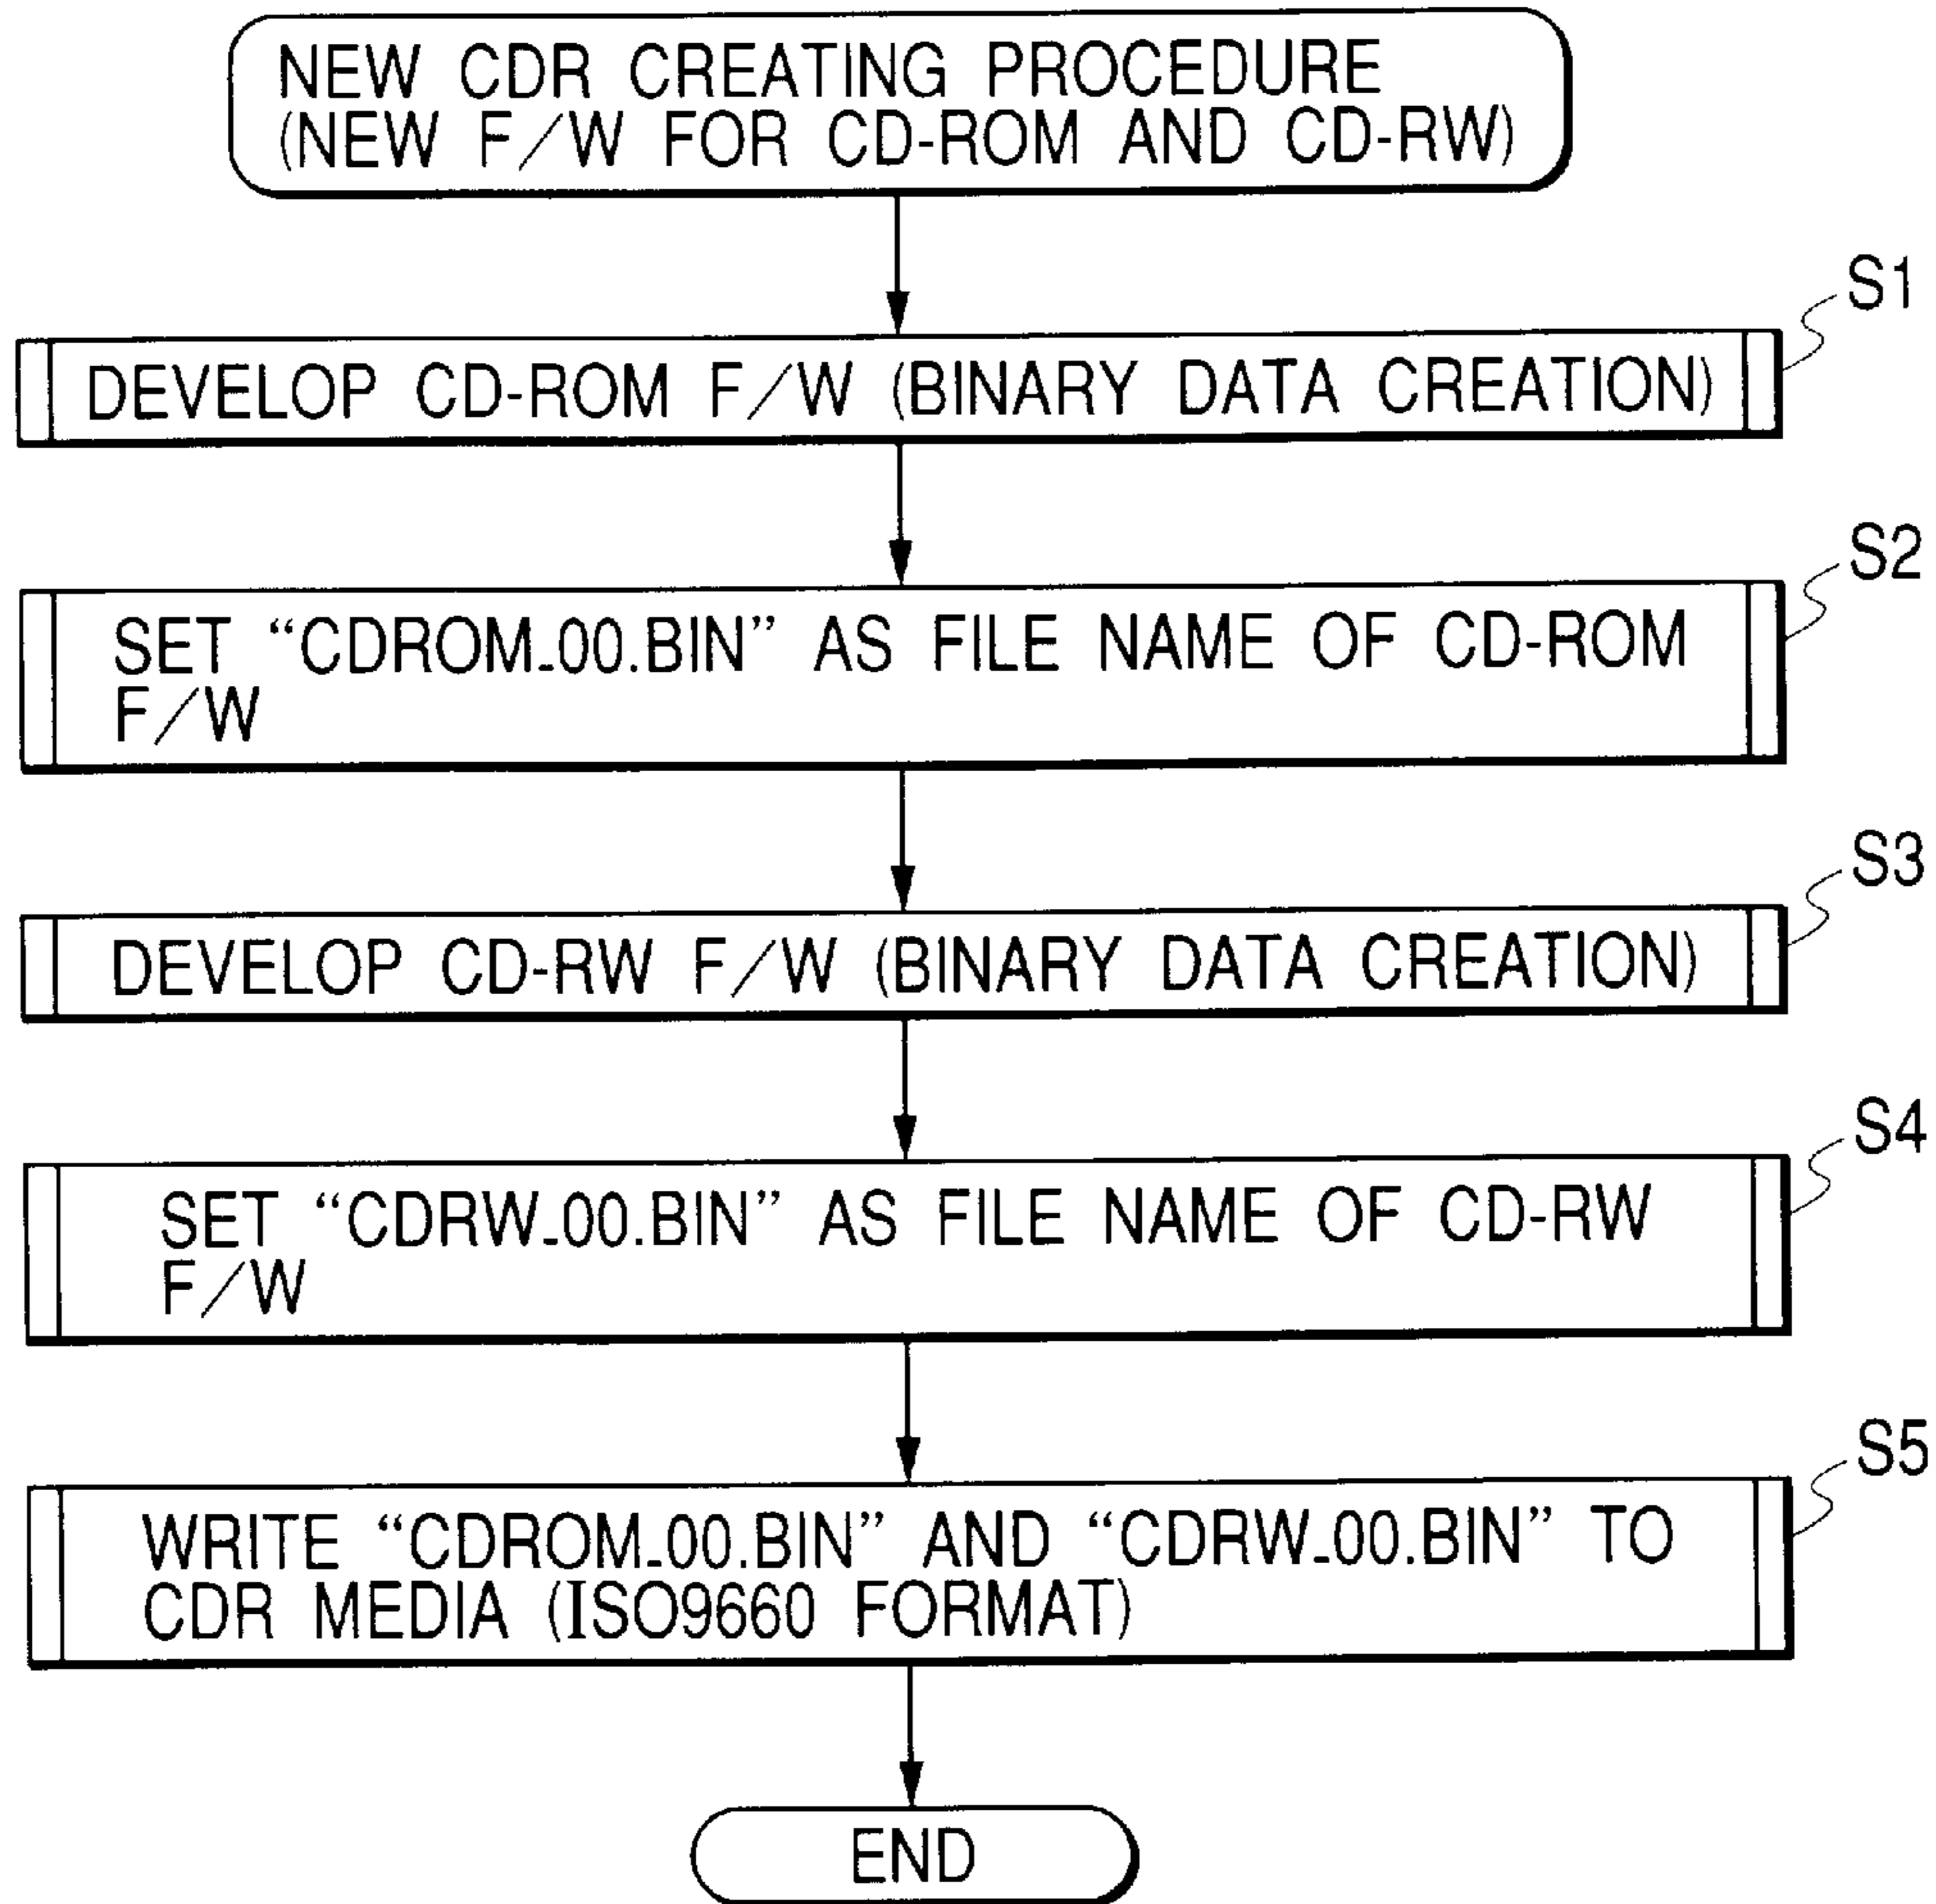 NEW CDR CREATING PROCEDURE
(NEW F/W FOR CD-ROM AND CD-RW)
S1
DEVELOP CD-ROM F/W (BINARY DATA CREATION)
S2
SET “CDROM_00.BIN” AS FILE NAME OF CD-ROM
F/W
S3
DEVELOP CD-RW F/W (BINARY DATA CREATION)
S4
SET “CDRW_00.BIN” AS FILE NAME OF CD-RW
F/W
S5
WRITE “CDROM_00.BIN” AND “CDRW_00.BIN” TO
CDR MEDIA (ISO9660 FORMAT)
END